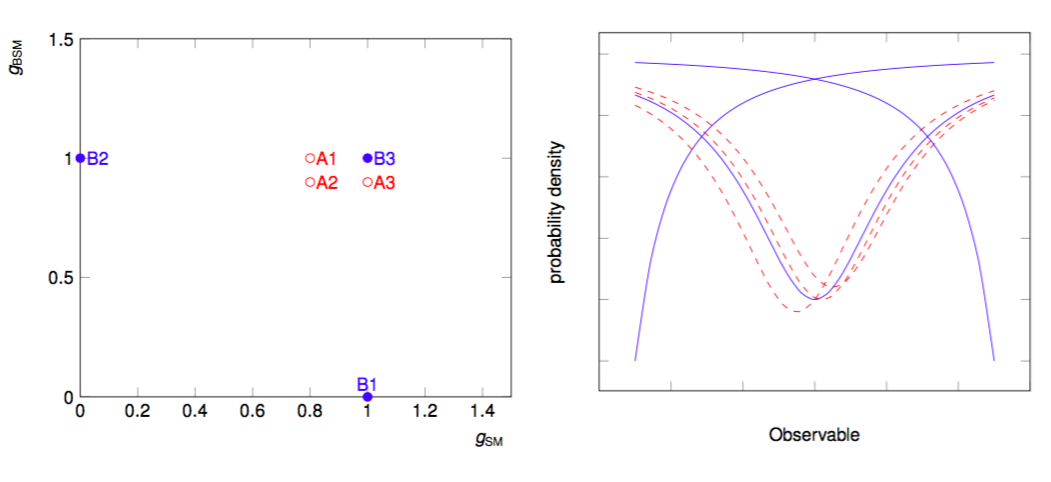 1.5
gBSM
1
B2
A1
B3
A2
A3
0.5
B1
0
0
0.2
0.4
0.6
0.8
1
1.2
1.4
gSM
probability density
Observable